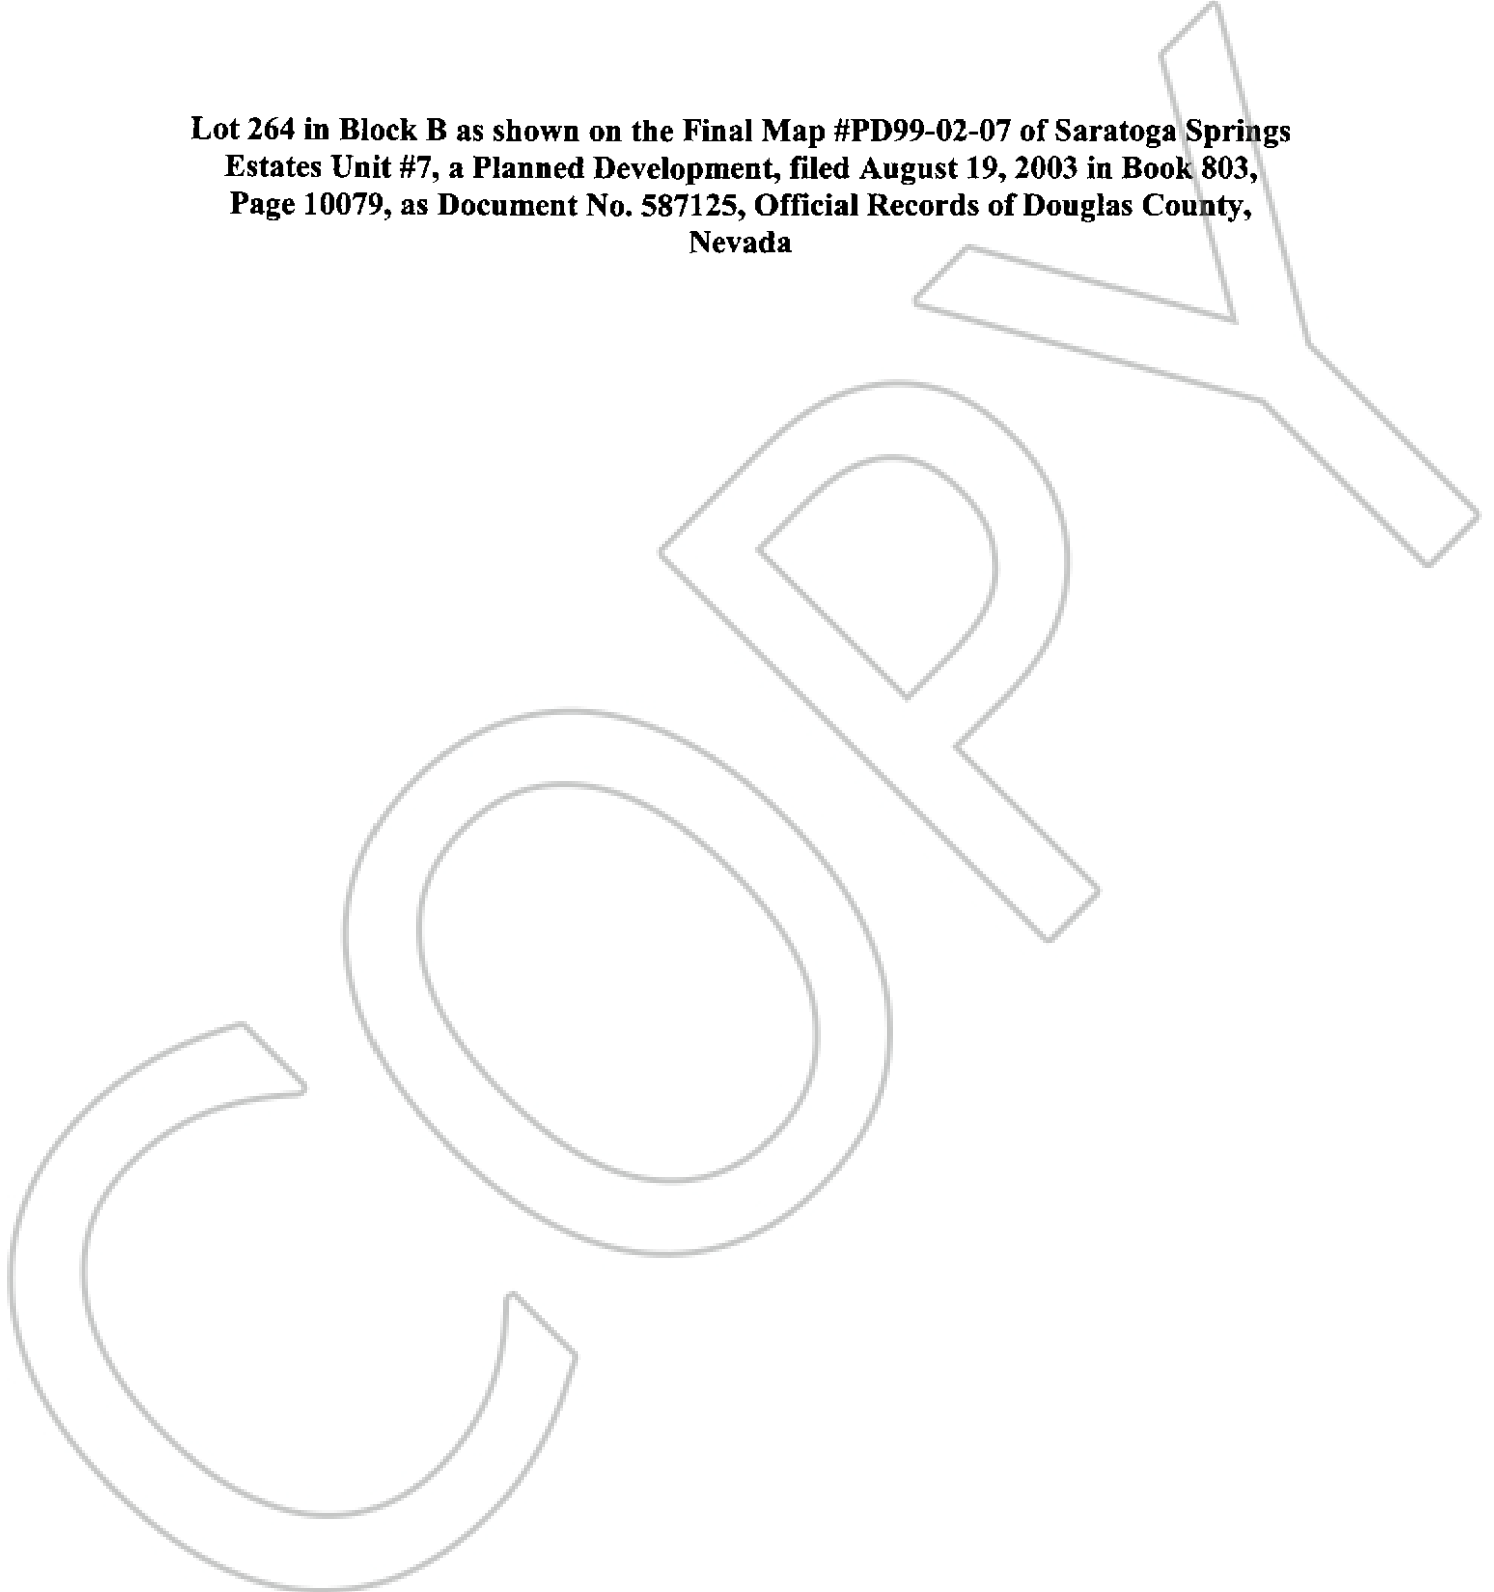 Lot 264 in Block B as shown on the Final Map #PD99-02-07 of Saratoga Springs
Estates Unit #7, a Planned Development, filed August 19, 2003 in Book 803,
Page 10079, as Document No. 587125, Official Records of Douglas County,
Nevada
COPY